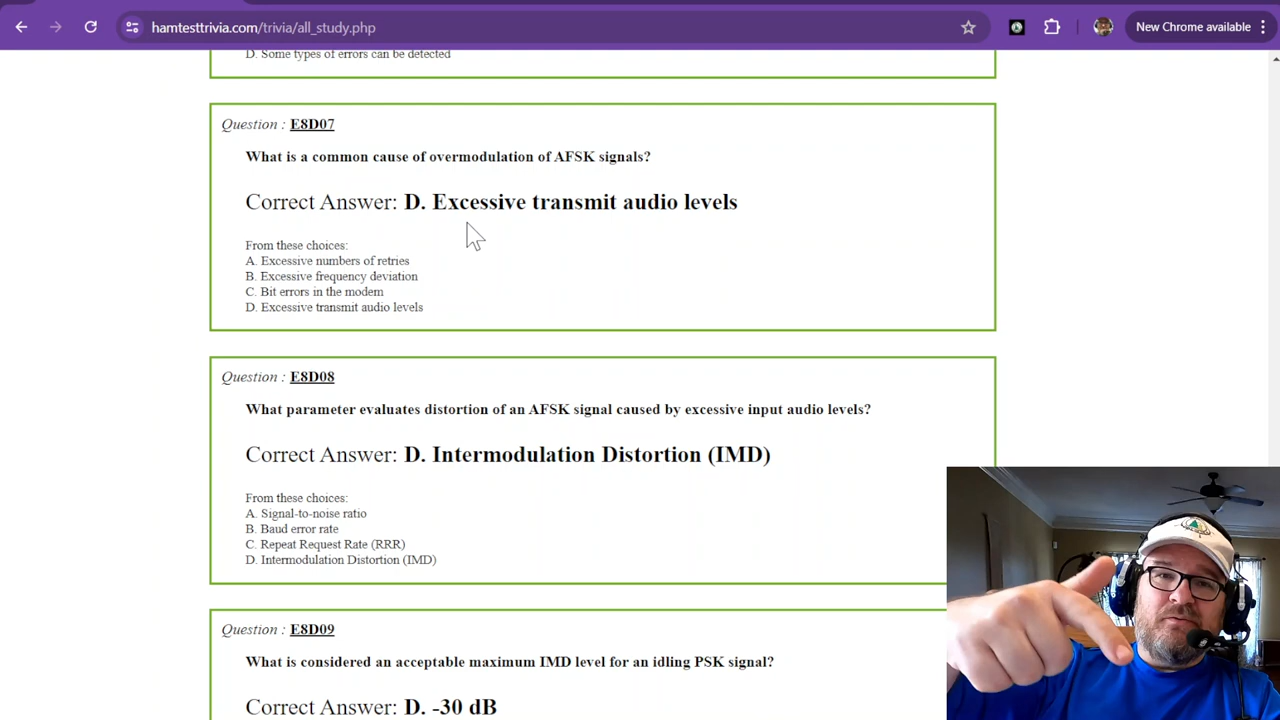 hamtesttrivia.com/trivia/all_study.php
New Chrome available
D. Some types of errors can be detected
Question : E8D07
What is a common cause of overmodulation of AFSK signals?
Correct Answer: D. Excessive transmit audio levels
From these choices:
A. Excessive numbers of retries
B. Excessive frequency deviation
C. Bit errors in the modem
D. Excessive transmit audio levels
Question : E8D08
What parameter evaluates distortion of an AFSK signal caused by excessive input audio levels?
Correct Answer: D. Intermodulation Distortion (IMD)
From these choices:
A. Signal-to-noise ratio
B. Baud error rate
C. Repeat Request Rate (RRR)
D. Intermodulation Distortion (IMD)
Question : E8D09
What is considered an acceptable maximum IMD level for an idling PSK signal?
Correct Answer: D. -30 dB